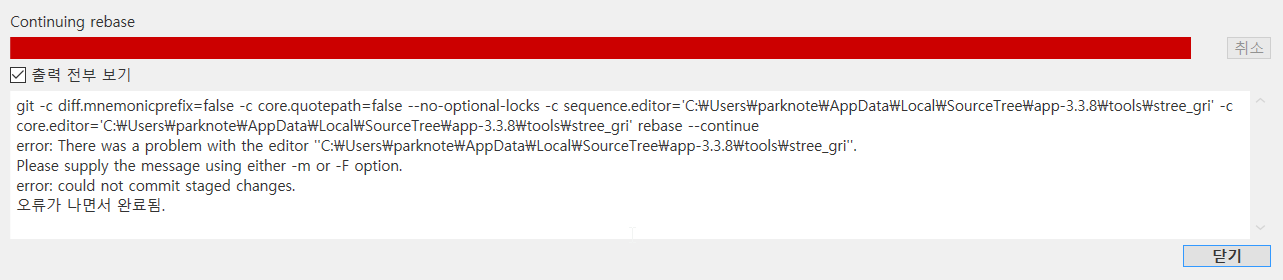 Continuing rebase
취소
출력 전부 보기
git -c diff.mnemonicprefix=false -c core.quotepath=false --no-optional-locks -c sequence.editor='C:₩Users₩parknote₩AppData₩Local₩SourceTree₩app-3.3.8₩tools₩stree_gri' -c
core.editor='C:₩Users₩parknote₩AppData₩Local₩SourceTree₩app-3.3.8₩tools₩stree_gri' rebase --continue
error: There was a problem with the editor ''C:₩Users₩parknote₩AppData₩Local₩SourceTree₩app-3.3.8₩tools₩stree_gri''.
Please supply the message using either -m or -F option.
error: could not commit staged changes.
오류가 나면서 완료됨.
닫기